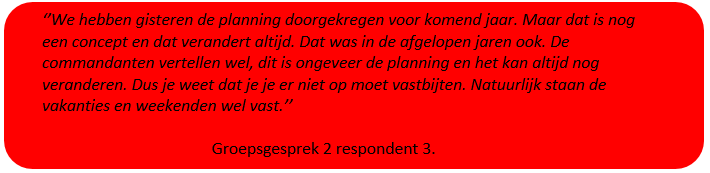 “We hebben gisteren de planning doorgekregen voor komend jaar. Maar dat is nog
een concept en dat verandert altijd. Dat was in de afgelopen jaren ook. De
commandanten vertellen wel, dit is ongeveer de planning en het kan altijd nog
veranderen. Dus je weet dat je je er niet op moet vastbijten. Natuurlijk staan de
vakanties en weekenden wel vast.”
Groepsgesprek 2 respondent 3.